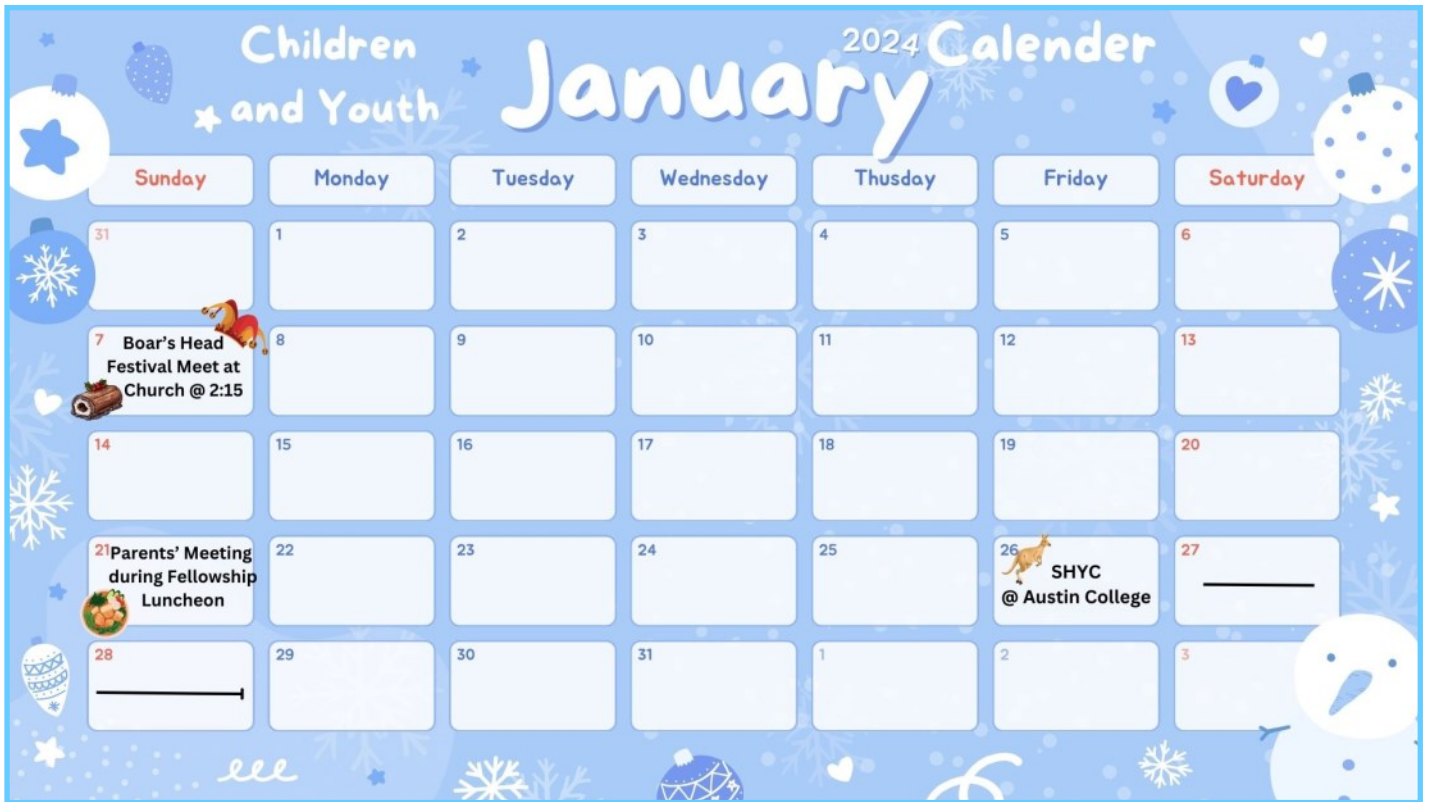 Children
and Youth
January
2024 Calender
Sunday Monday Tuesday Wednesday Thusday Friday Saturday
31 1 2 3 4 5 6
7 Boar's Head
Festival Meet at
Church @ 2:15
8 9 10 11 12 13
14 15 16 17 18 19 20
21 Parents' Meeting
during Fellowship
Luncheon
22 23 24 25
26 SHYC
@ Austin College
27
28 29 30 31 1 2 3